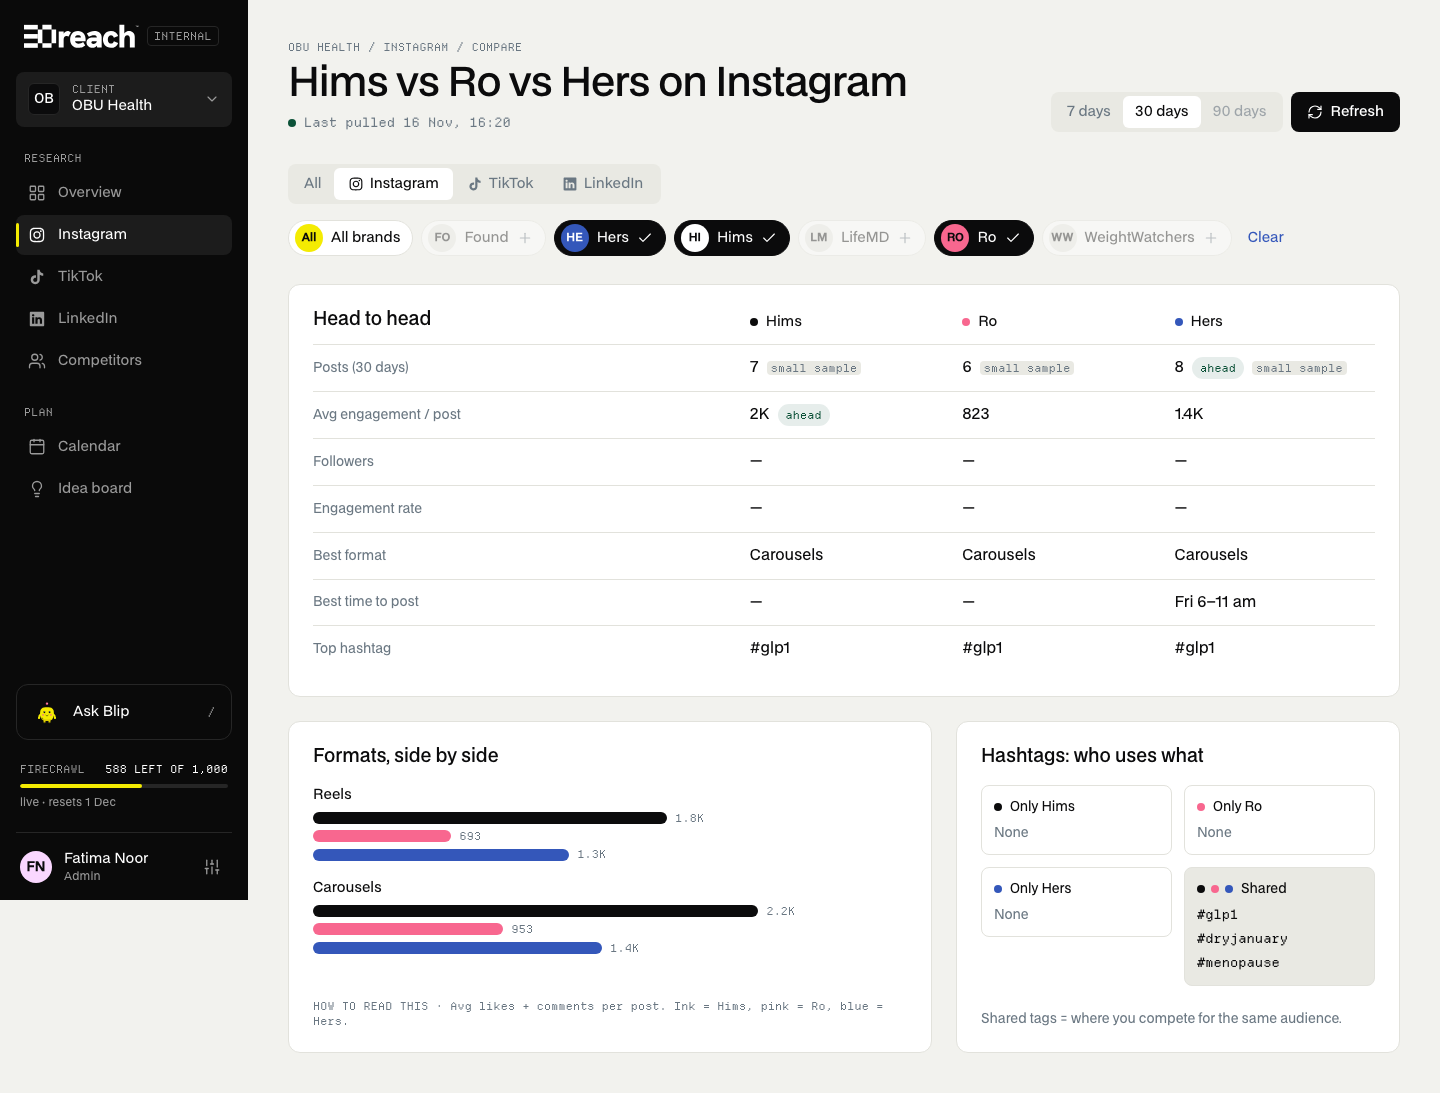 reach INTERNAL
OB CLIENT
OBU Health
RESEARCH
Overview
Instagram
TikTok
LinkedIn
Competitors
PLAN
Calendar
Idea board
Ask Blip /
FIRECRAWL 588 LEFT OF 1,000
live · resets 1 Dec
FN Fatima Noor
Admin
OBU HEALTH / INSTAGRAM / COMPARE
Hims vs Ro vs Hers on Instagram
Last pulled 16 Nov, 16:20
7 days 30 days 90 days Refresh
All Instagram TikTok LinkedIn
All All brands FO Found + HE Hers HI Hims LM LifeMD + RO Ro WW WeightWatchers + Clear
Head to head Hims Ro Hers
Posts (30 days) 7 small sample 6 small sample 8 ahead small sample
Avg engagement / post 2K ahead 823 1.4K
Followers — — —
Engagement rate — — —
Best format Carousels Carousels Carousels
Best time to post — — Fri 6–11 am
Top hashtag #glp1 #glp1 #glp1
Formats, side by side
Reels
1.8K
693
1.3K
Carousels
2.2K
953
1.4K
HOW TO READ THIS · Avg likes + comments per post. Ink = Hims, pink = Ro, blue =
Hers.
Hashtags: who uses what
Only Hims
None
Only Ro
None
Only Hers
None
Shared
#glp1
#dryjanuary
#menopause
Shared tags = where you compete for the same audience.